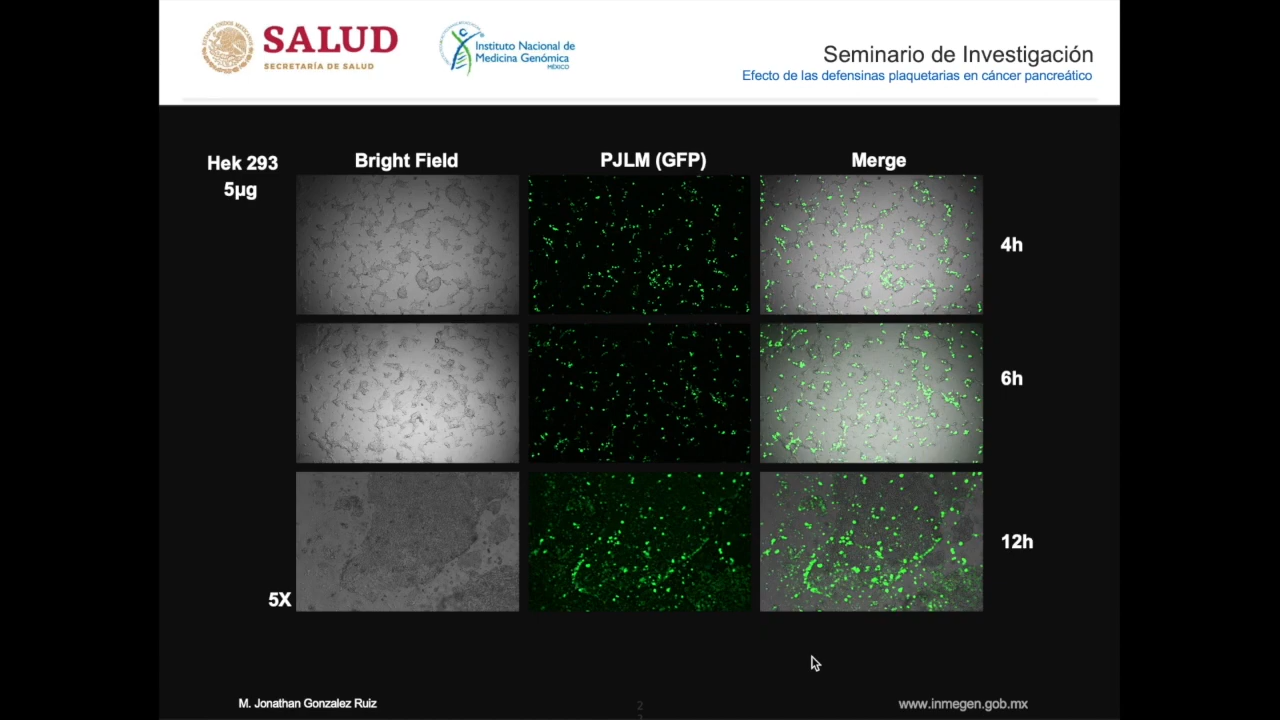 SALUD
SECRETARÍA DE SALUD
Instituto Nacional de
Medicina Genómica
MÉXICO
Seminario de Investigación
Efecto de las defensinas plaquetarias en cáncer pancreático
Hek 293
5µg
Bright Field
PJLM (GFP)
Merge
4h
6h
12h
5X
M. Jonathan Gonzalez Ruiz
www.inmegen.gob.mx